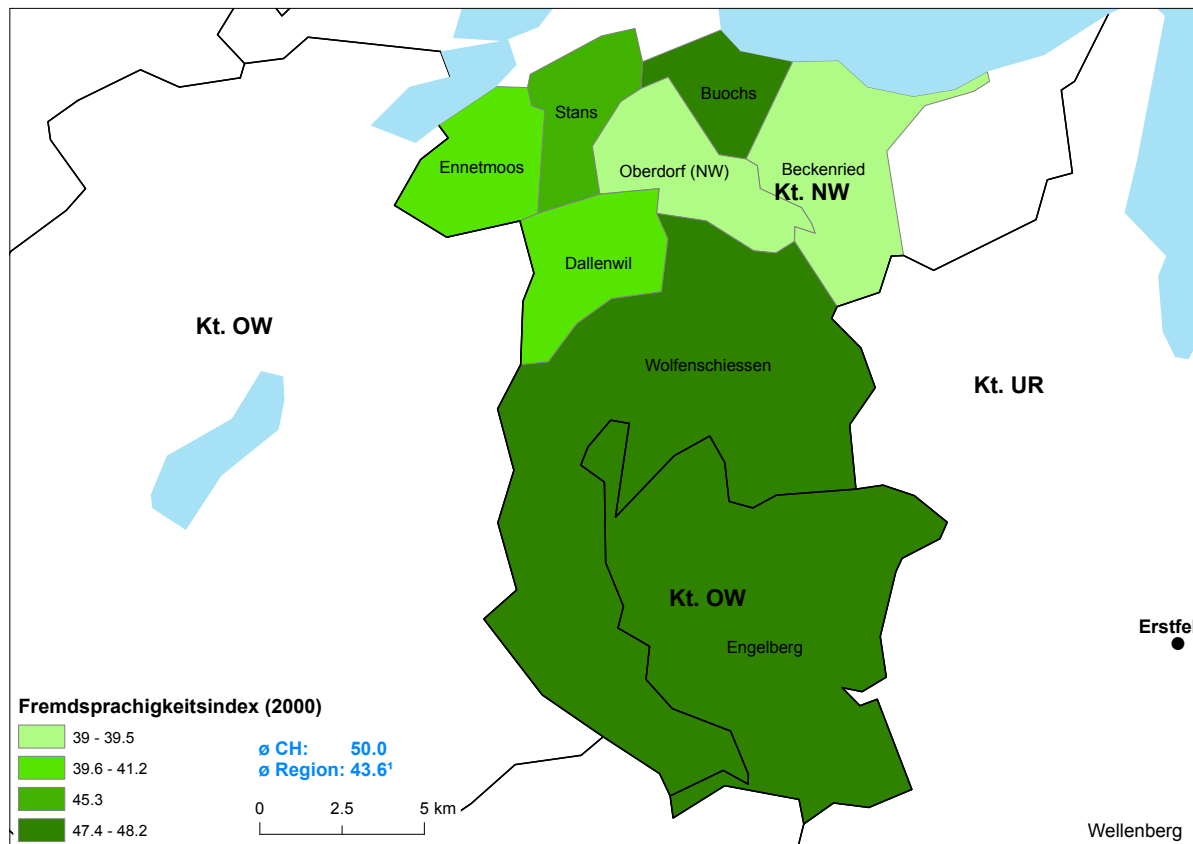 Buochs
Stans
Ennetmoos
Oberdorf (NW)
Beckenried
Kt. NW
Dallenwil
Kt. OW
Wolfenschiessen
Kt. UR
Kt. OW
Engelberg
Erstfel
Fremdsprachigkeitsindex (2000)
39 - 39.5
39.6 - 41.2
45.3
47.4 - 48.2
ø CH: 50.0
ø Region: 43.6¹
0 2.5 5 km
Wellenberg